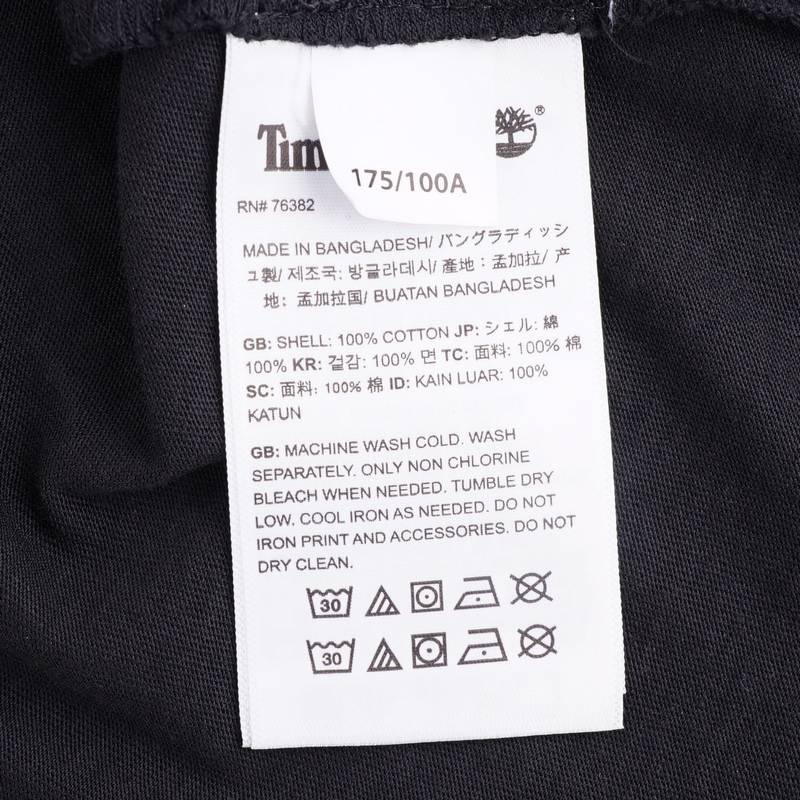 Tim
®
175/100A
RN# 76382
MADE IN BANGLADESH/ バングラディッシ
ュ製/ 제조국: 방글라데시/ 產地：孟加拉/ 产
地：孟加拉国/ BUATAN BANGLADESH
GB: SHELL: 100% COTTON JP: シェル: 綿
100% KR: 겉감: 100% 면 TC: 面料: 100% 棉
SC: 面料: 100% 棉 ID: KAIN LUAR: 100%
KATUN
GB: MACHINE WASH COLD. WASH
SEPARATELY. ONLY NON CHLORINE
BLEACH WHEN NEEDED. TUMBLE DRY
LOW. COOL IRON AS NEEDED. DO NOT
IRON PRINT AND ACCESSORIES. DO NOT
DRY CLEAN.
30
30